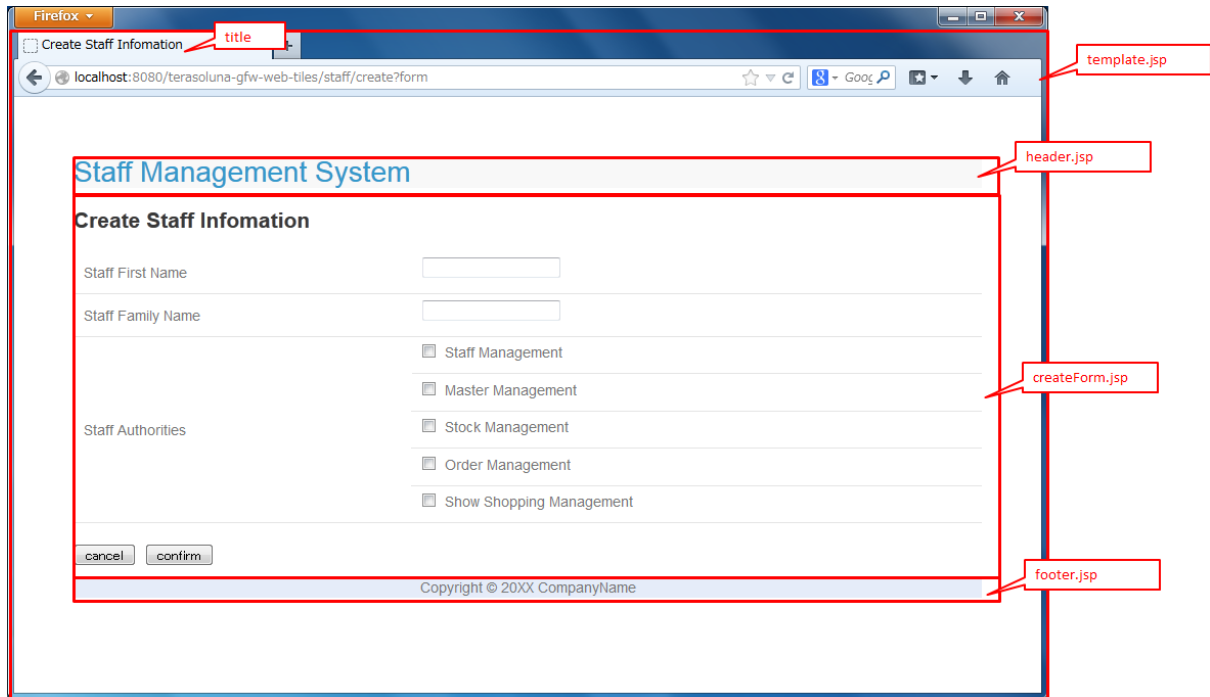 Firefox
title
Create Staff Infomation
template.jsp
localhost:8080/terasoluna-gfw-web-tiles/staff/create?form
8 - Goog
header.jsp
Staff Management System
Create Staff Infomation
Staff First Name
Staff Family Name
Staff Management
createForm.jsp
Master Management
Staff Authorities
Stock Management
Order Management
Show Shopping Management
cancel confirm
footer.jsp
Copyright © 20XX CompanyName